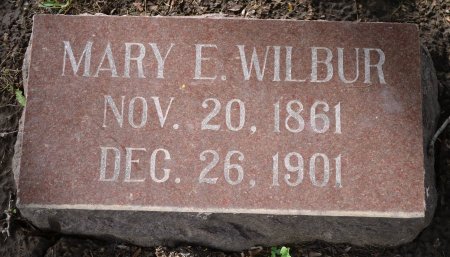 MARY E. WILBUR
NOV. 20, 1861
DEC. 26, 1901